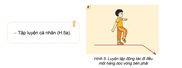 – Tập luyện cá nhân (H.5a).
a
Hình 5. Luyện tập động tác đi đều
một hàng dọc vòng bên phải